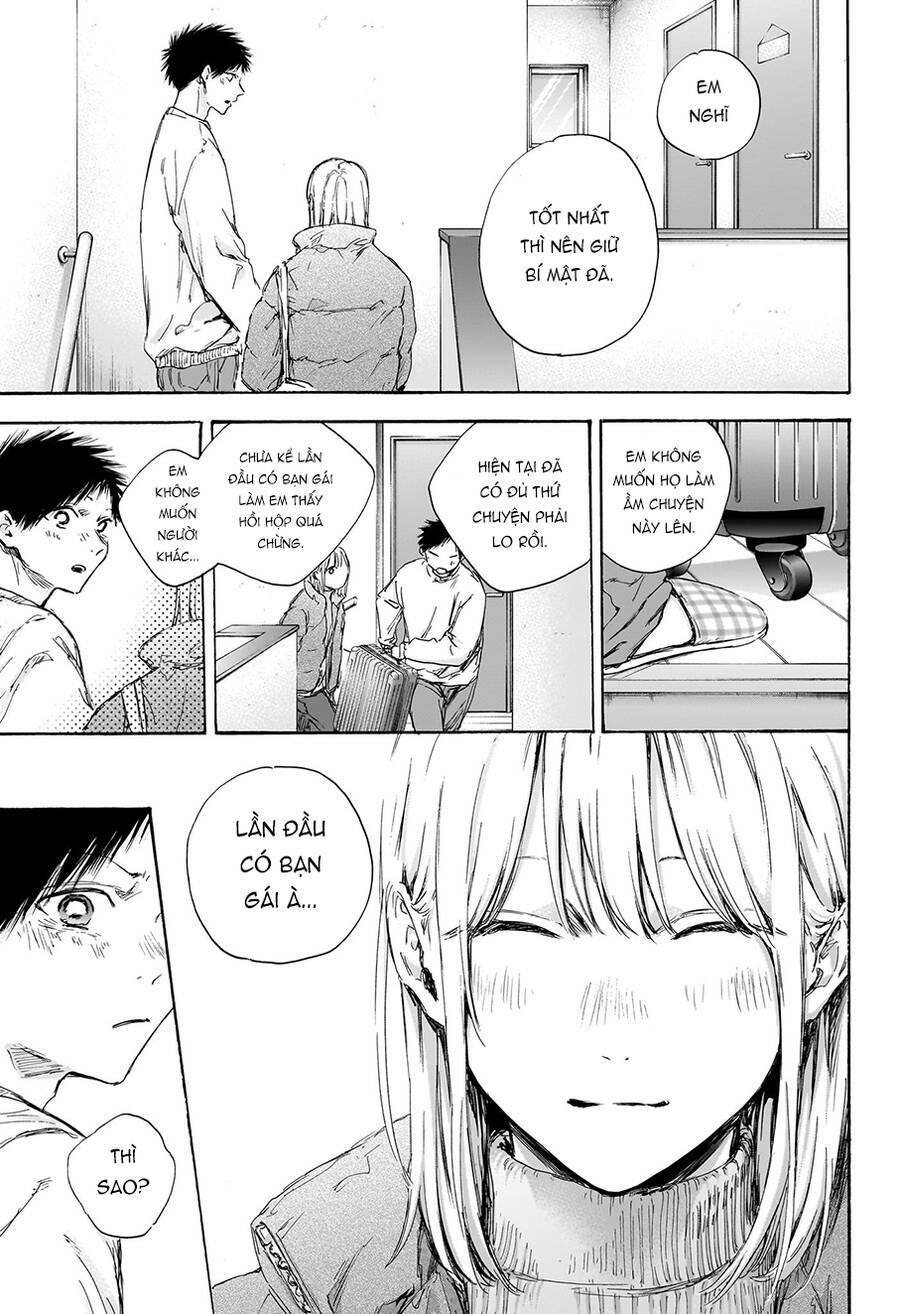 EM
NGHĨ
TỐT NHẤT
THÌ NÊN GIỮ
BÍ MẬT ĐÃ.
EM KHÔNG
MUỐN HỌ LÀM
ẦM CHUYỆN
NÀY LÊN.
HIỆN TẠI ĐÃ
CÓ ĐỦ THỨ
CHUYỆN PHẢI
LO RỒI.
CHƯA KỂ LẦN
ĐẦU CÓ BẠN GÁI
LÀM EM THẤY
HỒI HỘP QUÁ
CHỪNG.
EM
KHÔNG
MUỐN
NGƯỜI
KHÁC...
LẦN ĐẦU
CÓ BẠN
GÁI À...
THÌ
SAO?